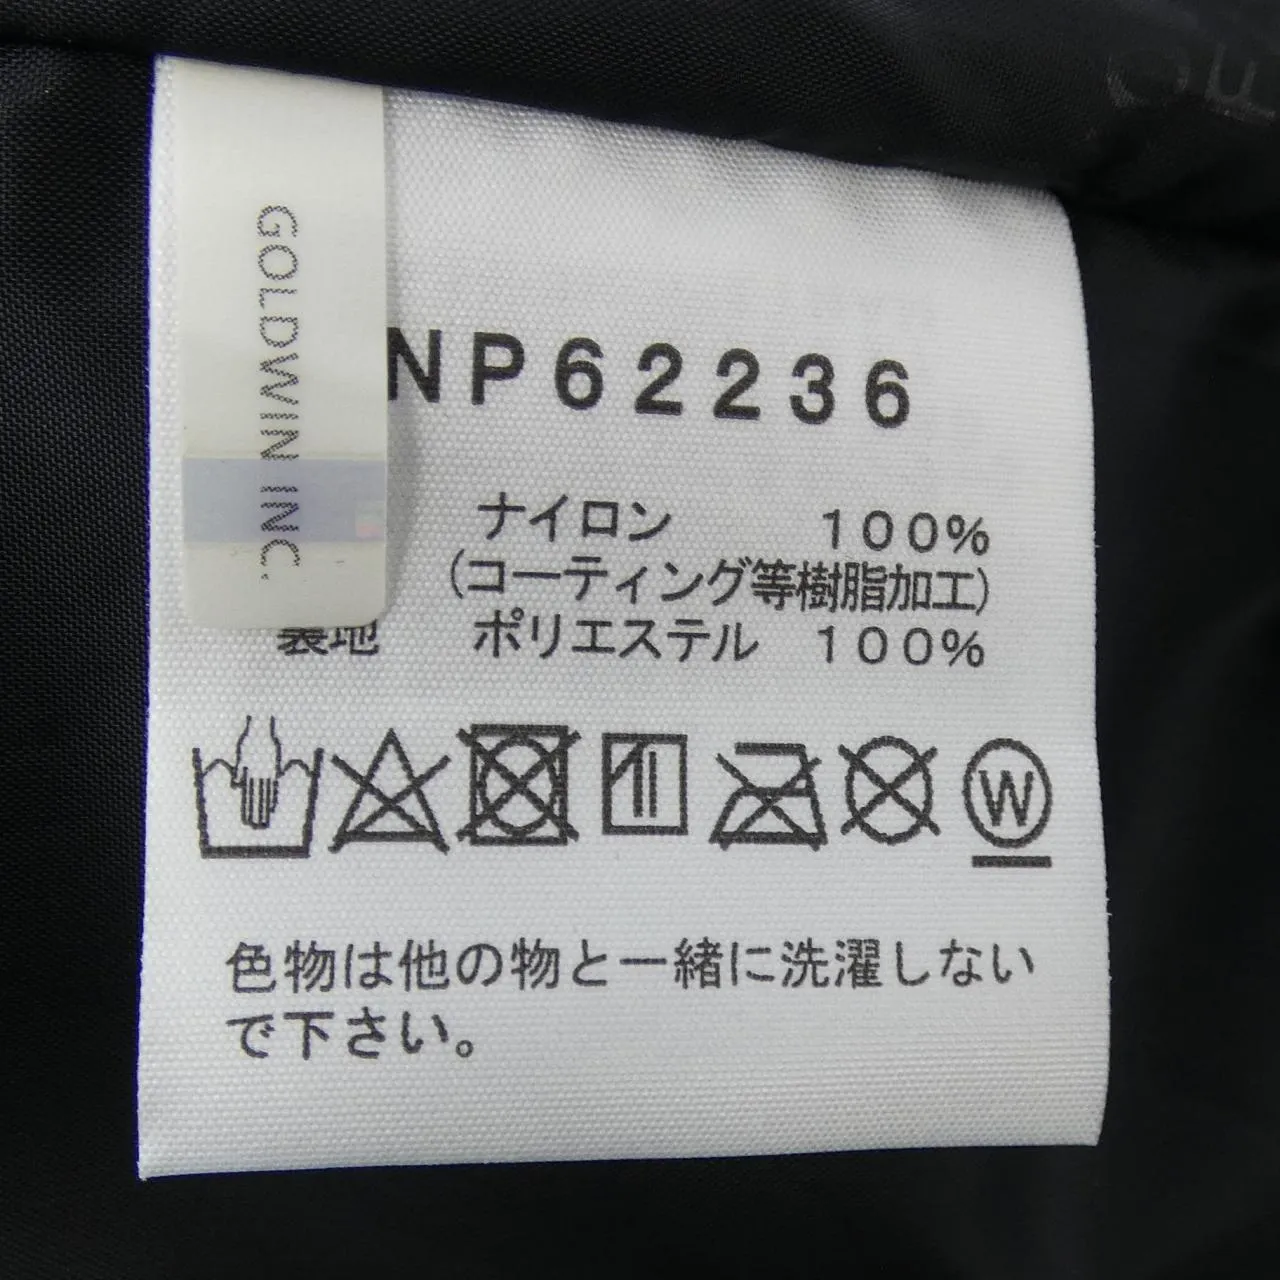 GOLDWIN INC.
NP62236
ナイロン 100%
(コーティング等樹脂加工)
裏地 ポリエステル 100%
W
色物は他の物と一緒に洗濯しない
で下さい。